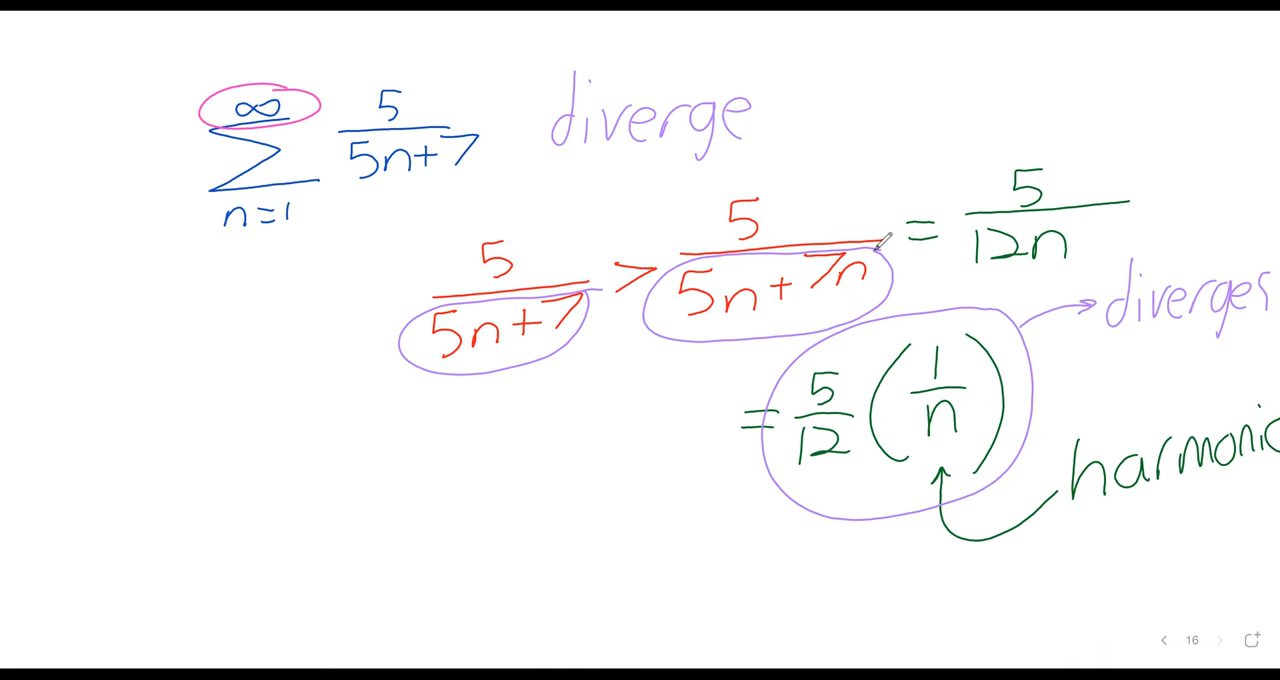 ∞
∑ 5/(5n+7) diverge
n=1
5/(5n+7) > 5/(5n+7n) = 5/(12n)
= 5/12 (1/n) → diverges
harmonic
16